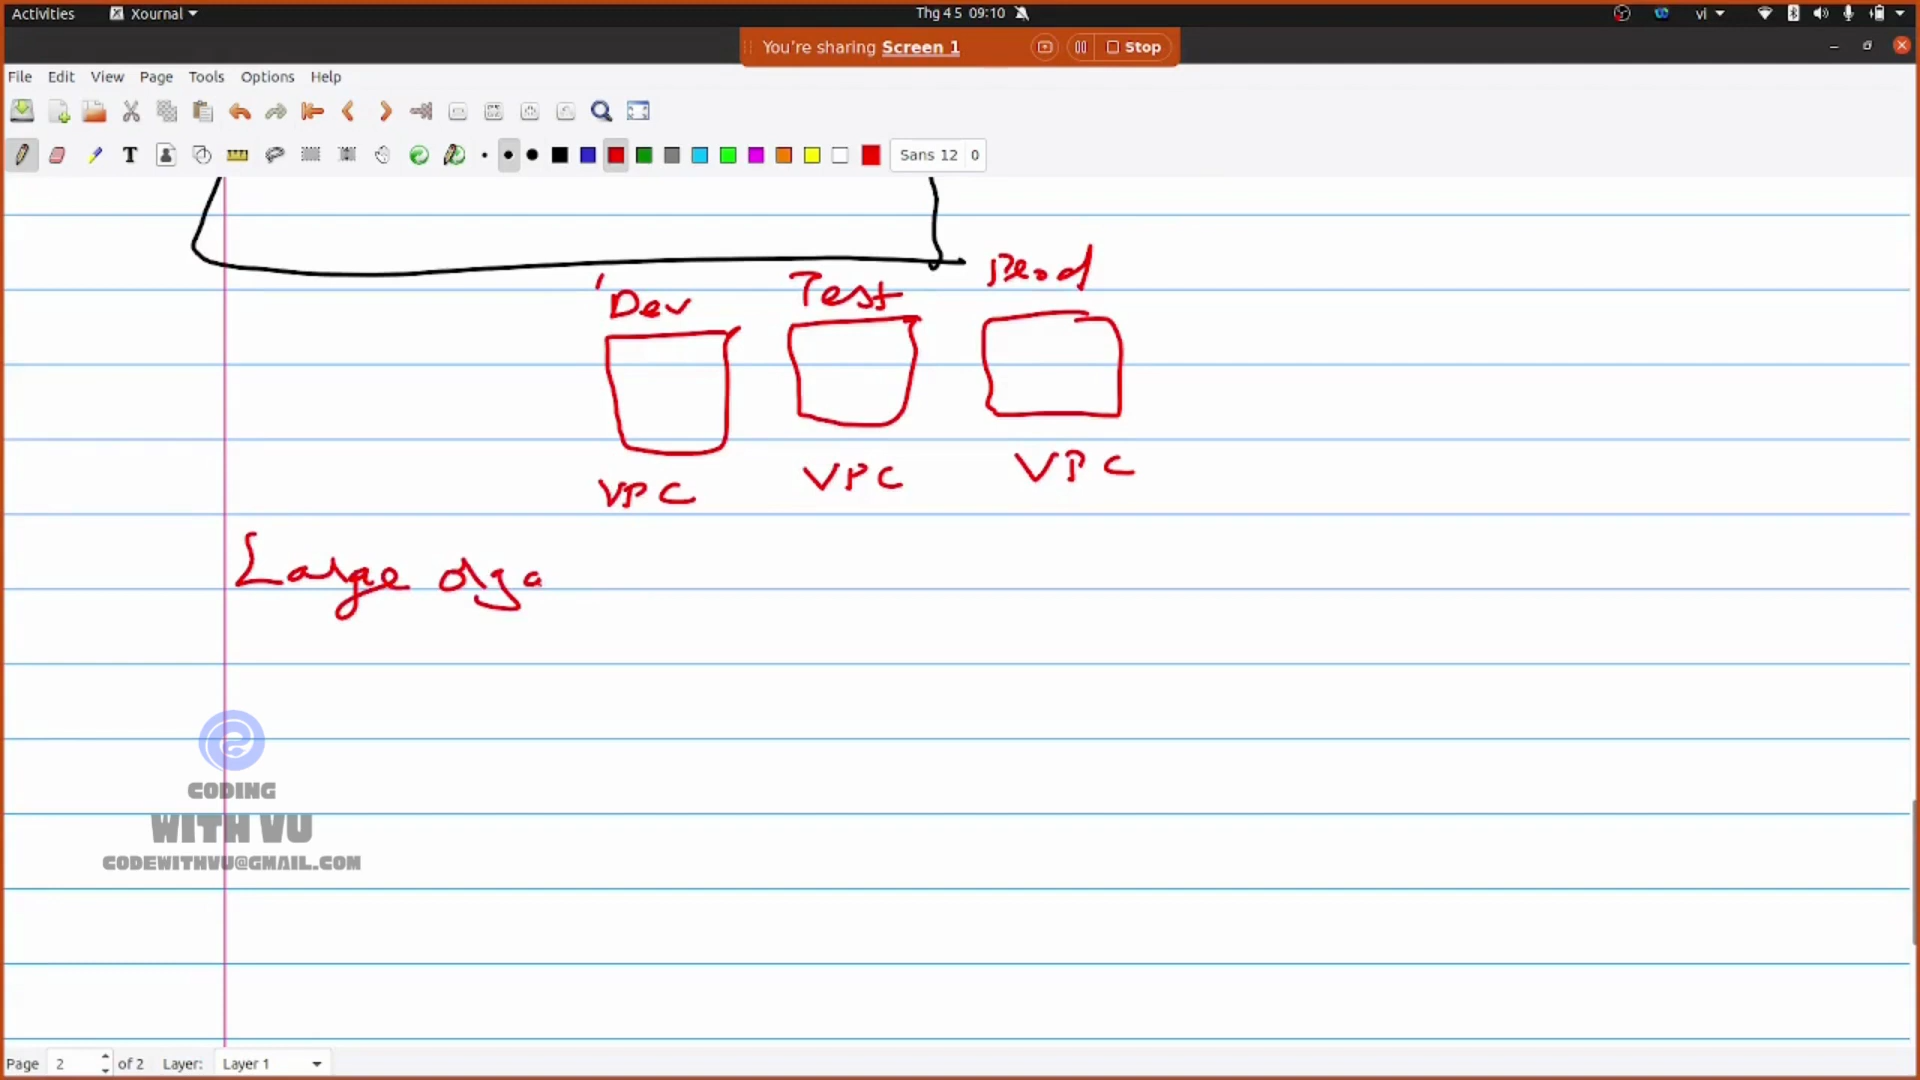 Activities Xournal Thg 4 5 09:10 vi
You're sharing Screen 1 Stop
File Edit View Page Tools Options Help
T Sans 12 0
Dev Test Prod
VPC VPC VPC
Large orga
CODING
WITH VU
CODEWITHVU@GMAIL.COM
Page 2 of 2 Layer: Layer 1